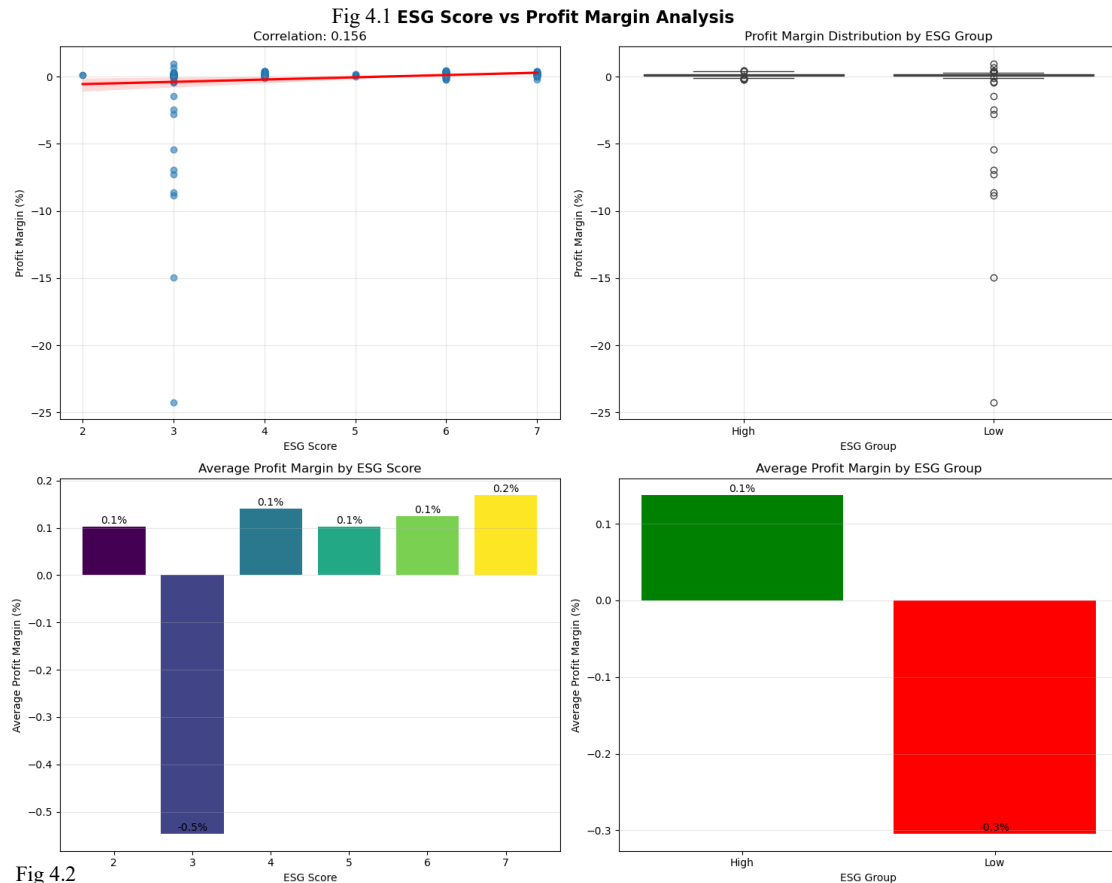 Fig 4.1 ESG Score vs Profit Margin Analysis
Correlation: 0.156
0
−5
−10
−15
−20
−25
Profit Margin (%)
2 3 4 5 6 7
ESG Score
Profit Margin Distribution by ESG Group
0
−5
−10
−15
−20
−25
Profit Margin (%)
High Low
ESG Group
Average Profit Margin by ESG Score
0.2
0.1
0.0
−0.1
−0.2
−0.3
−0.4
−0.5
Average Profit Margin (%)
0.1% -0.5% 0.1% 0.1% 0.1% 0.2%
2 3 4 5 6 7
ESG Score
Average Profit Margin by ESG Group
0.1
0.0
−0.1
−0.2
−0.3
Average Profit Margin (%)
0.1% -0.3%
High Low
ESG Group
Fig 4.2